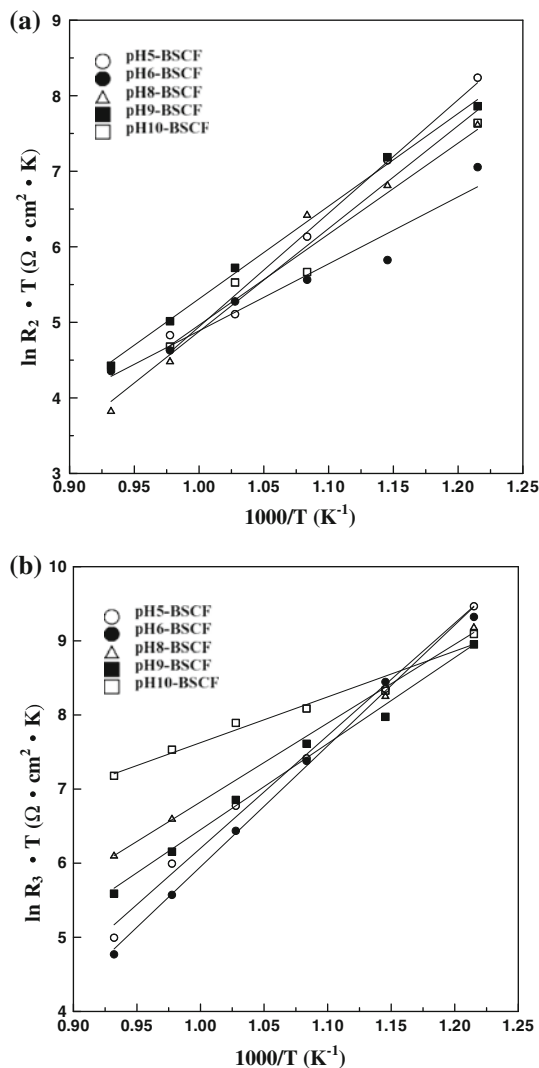 (a)
9
8
7
6
5
4
3
ln R₂ • T (Ω • cm² • K)
pH5-BSCF
pH6-BSCF
pH8-BSCF
pH9-BSCF
pH10-BSCF
0.90 0.95 1.00 1.05 1.10 1.15 1.20 1.25
1000/T (K⁻¹)
(b)
10
9
8
7
6
5
4
ln R₃ • T (Ω • cm² • K)
pH5-BSCF
pH6-BSCF
pH8-BSCF
pH9-BSCF
pH10-BSCF
0.90 0.95 1.00 1.05 1.10 1.15 1.20 1.25
1000/T (K⁻¹)